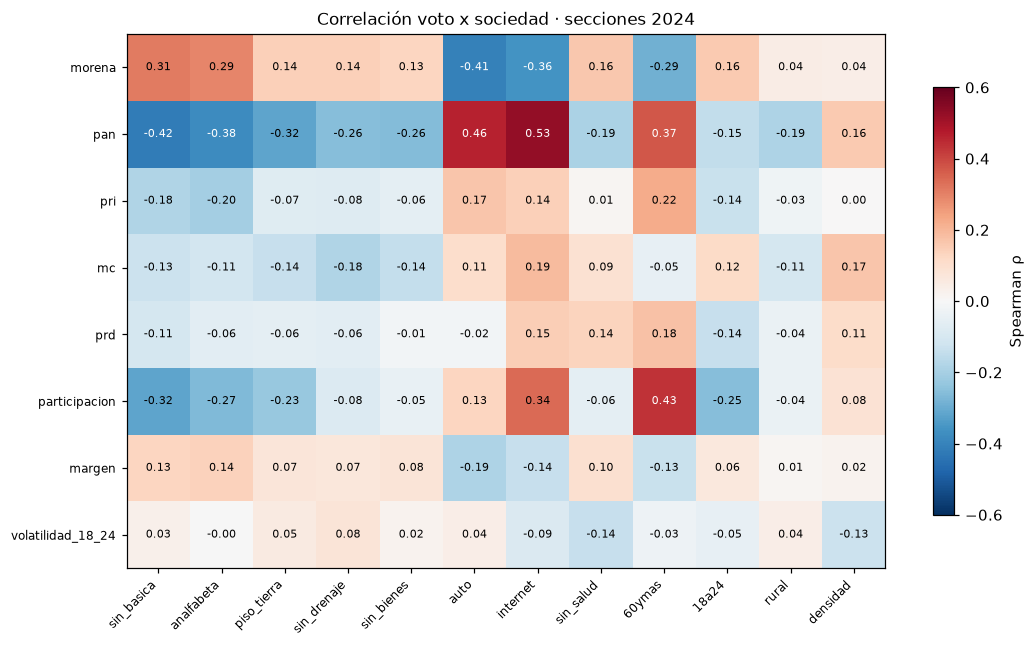 Correlación voto x sociedad · secciones 2024
morena 0.31 0.29 0.14 0.14 0.13 -0.41 -0.36 0.16 -0.29 0.16 0.04 0.04
pan -0.42 -0.38 -0.32 -0.26 -0.26 0.46 0.53 -0.19 0.37 -0.15 -0.19 0.16
pri -0.18 -0.20 -0.07 -0.08 -0.06 0.17 0.14 0.01 0.22 -0.14 -0.03 0.00
mc -0.13 -0.11 -0.14 -0.18 -0.14 0.11 0.19 0.09 -0.05 0.12 -0.11 0.17
prd -0.11 -0.06 -0.06 -0.06 -0.01 -0.02 0.15 0.14 0.18 -0.14 -0.04 0.11
participacion -0.32 -0.27 -0.23 -0.08 -0.05 0.13 0.34 -0.06 0.43 -0.25 -0.04 0.08
margen 0.13 0.14 0.07 0.07 0.08 -0.19 -0.14 0.10 -0.13 0.06 0.01 0.02
volatilidad_18_24 0.03 -0.00 0.05 0.08 0.02 0.04 -0.09 -0.14 -0.03 -0.05 0.04 -0.13
sin_basica analfabeta piso_tierra sin_drenaje sin_bienes auto internet sin_salud 60ymas 18a24 rural densidad
0.6
0.4
0.2
0.0
−0.2
−0.4
−0.6
Spearman ρ